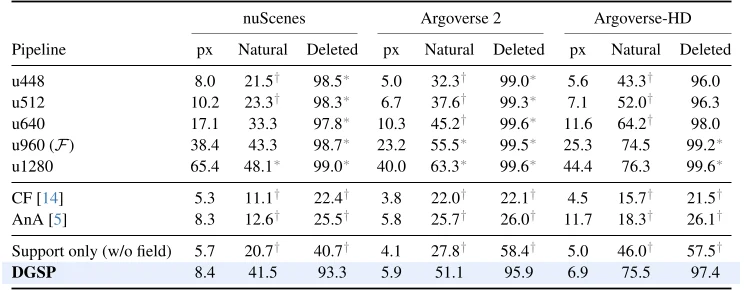 nuScenes Argoverse 2 Argoverse-HD
Pipeline px Natural Deleted px Natural Deleted px Natural Deleted
u448 8.0 21.5† 98.5* 5.0 32.3† 99.0* 5.6 43.3† 96.0
u512 10.2 23.3† 98.3* 6.7 37.6† 99.3* 7.1 52.0† 96.3
u640 17.1 33.3 97.8* 10.3 45.2† 99.6* 11.6 64.2† 98.0
u960 (F) 38.4 43.3 98.7* 23.2 55.5* 99.5* 25.3 74.5 99.2*
u1280 65.4 48.1* 99.0* 40.0 63.3* 99.6* 44.4 76.3 99.6*
CF [14] 5.3 11.1† 22.4† 3.8 22.0† 22.1† 4.5 15.7† 21.5†
AnA [5] 8.3 12.6† 25.5† 5.8 25.7† 26.0† 11.7 18.3† 26.1†
Support only (w/o field) 5.7 20.7† 40.7† 4.1 27.8† 58.4† 5.0 46.0† 57.5†
DGSP 8.4 41.5 93.3 5.9 51.1 95.9 6.9 75.5 97.4